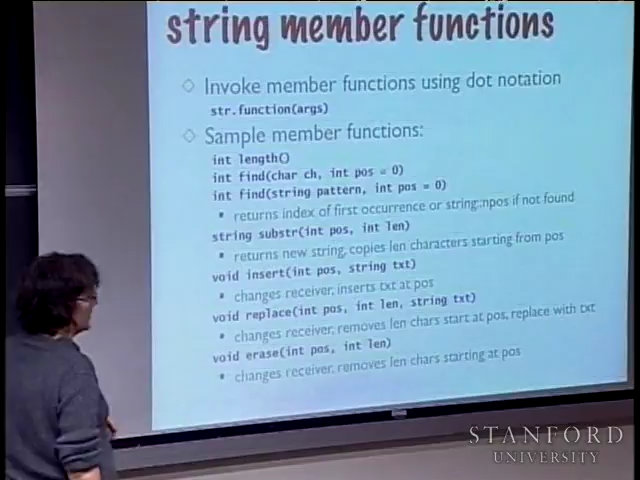 string member functions
Invoke member functions using dot notation
str.function(args)
Sample member functions:
int length()
int find(char ch, int pos = 0)
int find(string pattern, int pos = 0)
returns index of first occurrence or string::npos if not found
string substr(int pos, int len)
returns new string, copies len characters starting from pos
void insert(int pos, string txt)
changes receiver, inserts txt at pos
void replace(int pos, int len, string txt)
changes receiver, removes len chars start at pos, replace with txt
void erase(int pos, int len)
changes receiver, removes len chars starting at pos
STANFORD
UNIVERSITY